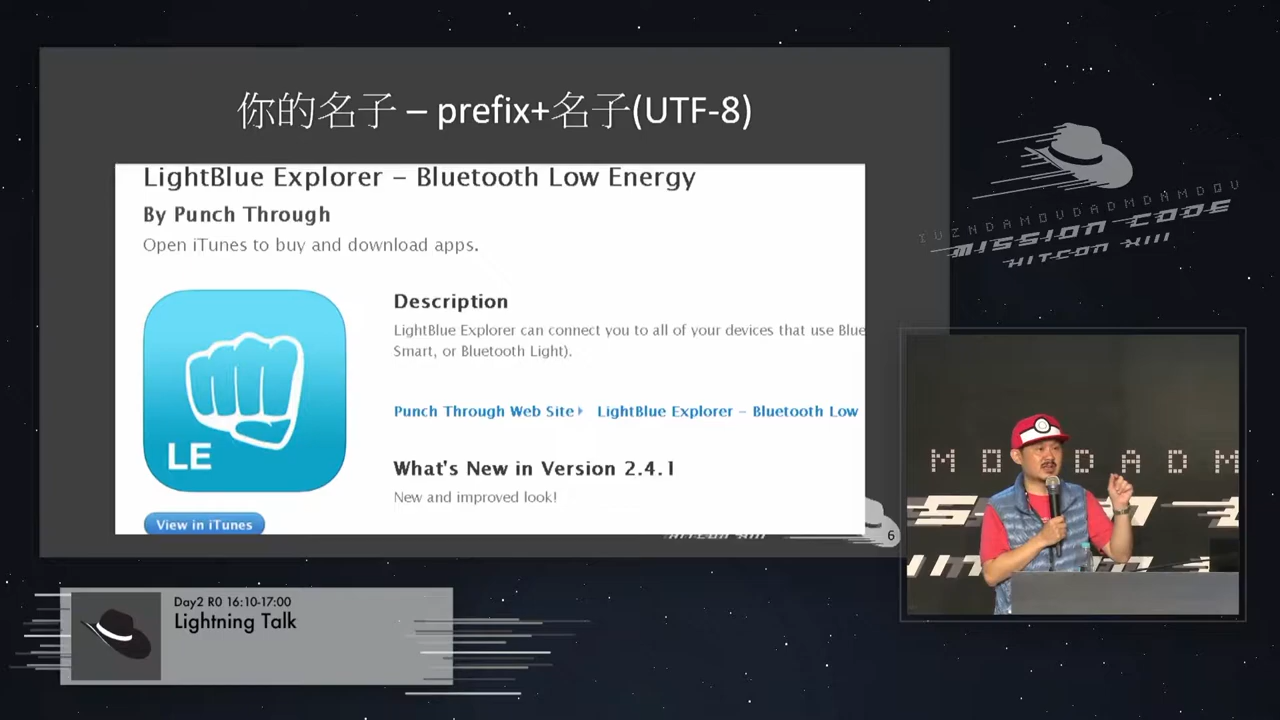 你的名子 – prefix+名子(UTF-8)
LightBlue Explorer – Bluetooth Low Energy
By Punch Through
Open iTunes to buy and download apps.
Description
LightBlue Explorer can connect you to all of your devices that use Blue
Smart, or Bluetooth Light).
Punch Through Web Site
LightBlue Explorer – Bluetooth Low
What's New in Version 2.4.1
New and improved look!
LE
View in iTunes
6
MISSION CODE
HITCON XIII
Day2 R0 16:10-17:00
Lightning Talk